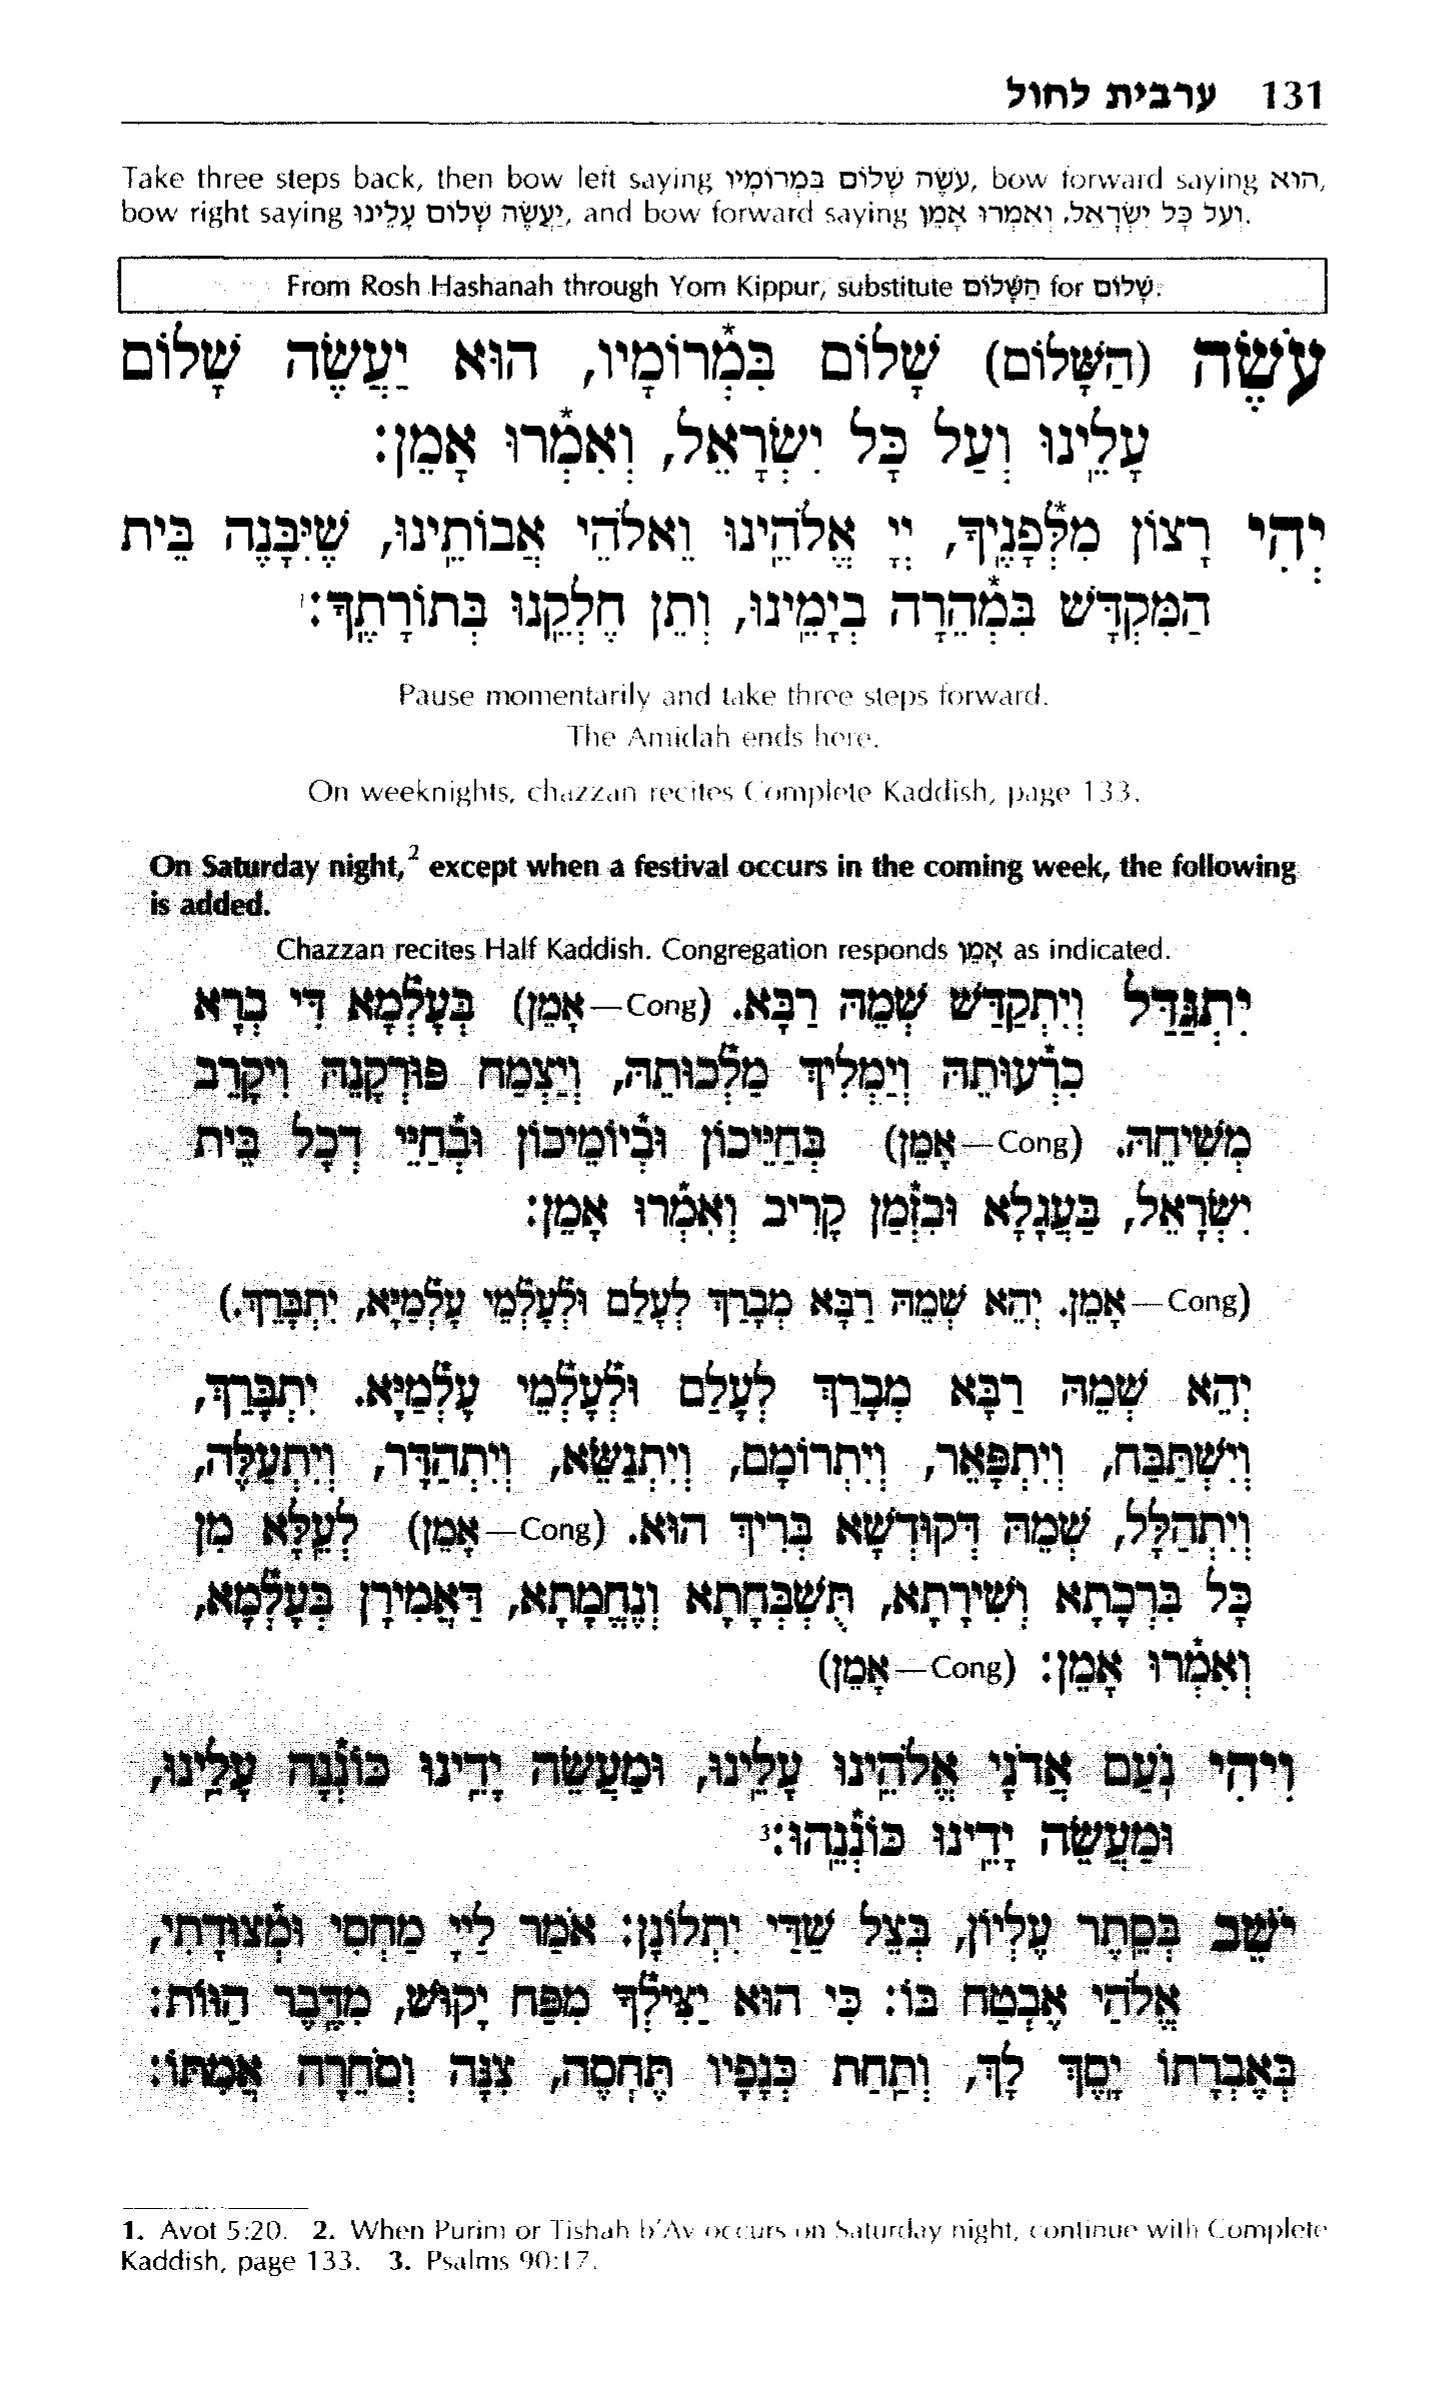 ערבית לחול 131
Take three steps back, then bow left saying עֹשֶׂה שָׁלוֹם בִּמְרוֹמָיו, bow forward saying הוּא,
bow right saying יַעֲשֶׂה שָׁלוֹם עָלֵינוּ, and bow forward saying וְעַל כָּל יִשְׂרָאֵל, וְאִמְרוּ אָמֵן.
From Rosh Hashanah through Yom Kippur, substitute הַשָּׁלוֹם for שָׁלוֹם.
עֹשֶׂה (הַשָּׁלוֹם) שָׁלוֹם בִּמְ֯רוֹמָיו, הוּא יַעֲשֶׂה שָׁלוֹם
עָלֵינוּ וְעַל כָּל יִשְׂרָאֵל, וְאִמְ֯רוּ אָמֵן:
יְהִי רָצוֹן מִלְּ֯פָנֶיךָ, יְיָ אֱלֹהֵינוּ וֵאלֹהֵי אֲבוֹתֵינוּ, שֶׁיִּבָּנֶה בֵּית
הַמִּקְדָּשׁ בִּמְ֯הֵרָה בְיָמֵינוּ, וְתֵן חֶלְקֵנוּ בְּתוֹרָתֶךָ:¹
Pause momentarily and take three steps forward.
The Amidah ends here.
On weeknights, chazzan recites Complete Kaddish, page 133.
On Saturday night,² except when a festival occurs in the coming week, the following
is added.
Chazzan recites Half Kaddish. Congregation responds אָמֵן as indicated.
יִתְגַּדַּל וְיִתְקַדַּשׁ שְׁמֵהּ רַבָּא. (Cong—אָמֵן) בְּעָלְ֯מָא דִּי בְרָא
כִרְ֯עוּתֵהּ וְיַמְלִיךְ מַלְ֯כוּתֵהּ, וְיַצְמַח פּוּרְקָנֵהּ וִיקָרֵב
מְשִׁיחֵהּ. (Cong—אָמֵן) בְּחַיֵּיכוֹן וּבְ֯יוֹמֵיכוֹן וּבְ֯חַיֵּי דְכָל בֵּית
יִשְׂרָאֵל, בַּעֲגָלָא וּבִזְ֯מַן קָרִיב וְאִמְ֯רוּ אָמֵן:
(Cong—אָמֵן. יְהֵא שְׁמֵהּ רַבָּא מְבָרַךְ לְעָלַם וּלְ֯עָלְ֯מֵי עָלְ֯מַיָּא, יִתְבָּרֵךְ.)
יְהֵא שְׁמֵהּ רַבָּא מְבָרַךְ לְעָלַם וּלְ֯עָלְ֯מֵי עָלְ֯מַיָּא. יִתְבָּרֵךְ,
וְיִשְׁתַּבַּח, וְיִתְפָּאֵר, וְיִתְרוֹמָם, וְיִתְנַשֵּׂא, וְיִתְהַדָּר, וְיִתְעַלֶּה,
וְיִתְהַלָּל, שְׁמֵהּ דְּקוּדְשָׁא בְּרִיךְ הוּא. (Cong—אָמֵן) לְעֵלָּא מִן
כָּל בִּרְכָתָא וְשִׁירָתָא, תֻּשְׁבְּחָתָא וְנֶחֱמָתָא, דַּאֲמִירָן בְּעָלְ֯מָא,
וְאִמְ֯רוּ אָמֵן: (Cong—אָמֵן)
וִיהִי נֹעַם אֲדֹנָי אֱלֹהֵינוּ עָלֵינוּ, וּמַעֲשֵׂה יָדֵינוּ כּוֹנְ֯נָה עָלֵינוּ,
וּמַעֲשֵׂה יָדֵינוּ כּוֹנְ֯נֵהוּ:³
יֹשֵׁב בְּסֵתֶר עֶלְיוֹן, בְּצֵל שַׁדַּי יִתְלוֹנָן: אֹמַר לַייָ מַחְסִי וּמְ֯צוּדָתִי,
אֱלֹהַי אֶבְטַח בּוֹ: כִּי הוּא יַצִּילְ֯ךָ מִפַּח יָקוּשׁ, מִדֶּבֶר הַוּוֹת:
בְּאֶבְרָתוֹ יָסֶךְ לָךְ, וְתַחַת כְּנָפָיו תֶּחְסֶה, צִנָּה וְסֹחֵרָה אֲמִתּוֹ:
1. Avot 5:20. 2. When Purim or Tishah b'Av occurs on Saturday night, continue with Complete
Kaddish, page 133. 3. Psalms 90:17.